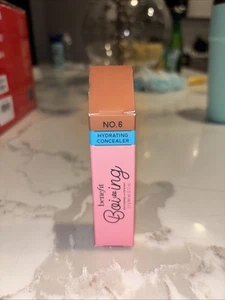 NO. 6
HYDRATING
CONCEALER
benefit
Boi-ing